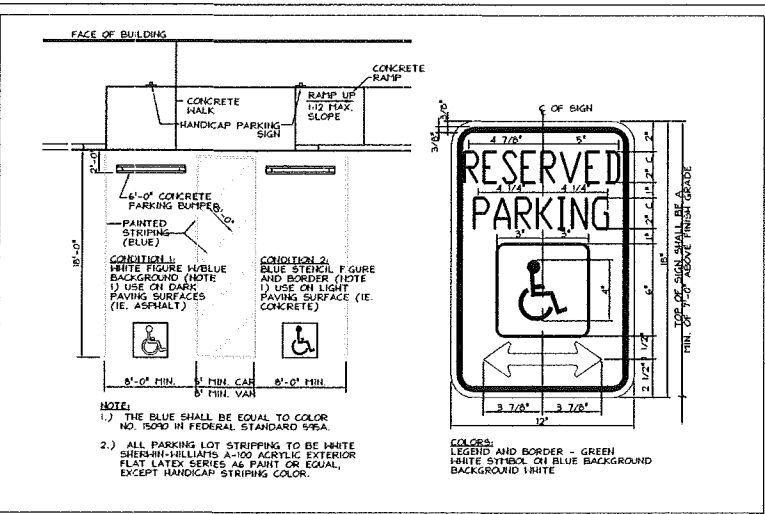 FACE OF BUILDING
CONCRETE
RAMP
RAMP UP
1:12 MAX.
SLOPE
CONCRETE
WALK
HANDICAP PARKING
SIGN
2'-0"
6'-0" CONCRETE
PARKING BUMPER
PAINTED
STRIPING
(BLUE)
18'-0"
CONDITION 1:
WHITE FIGURE W/BLUE
BACKGROUND (NOTE
1) USE ON DARK
PAVING SURFACES
(IE. ASPHALT)
CONDITION 2:
BLUE STENCIL FIGURE
AND BORDER (NOTE
1) USE ON LIGHT
PAVING SURFACE (IE.
CONCRETE)
8'-0" MIN.
5' MIN. CAR
8' MIN. VAN
8'-0" MIN.
NOTE:
1.) THE BLUE SHALL BE EQUAL TO COLOR
NO. 15090 IN FEDERAL STANDARD 595A.
2.) ALL PARKING LOT STRIPPING TO BE WHITE
SHERWIN-WILLIAMS A-100 ACRYLIC EXTERIOR
FLAT LATEX SERIES A6 PAINT OR EQUAL,
EXCEPT HANDICAP STRIPING COLOR.
℄ OF SIGN
3/8"
3/8"
4 7/8" 5"
RESERVED
4 1/4" 4 1/4"
PARKING
3" 3"
4"
2"
C
2"
1"
C
2"
1"
6"
1/2"
2 1/2"
18"
TOP OF SIGN SHALL BE A
MIN. OF 7'-0" ABOVE FINISH GRADE
3 7/8" 3 7/8"
12"
COLORS:
LEGEND AND BORDER - GREEN
WHITE SYMBOL ON BLUE BACKGROUND
BACKGROUND WHITE